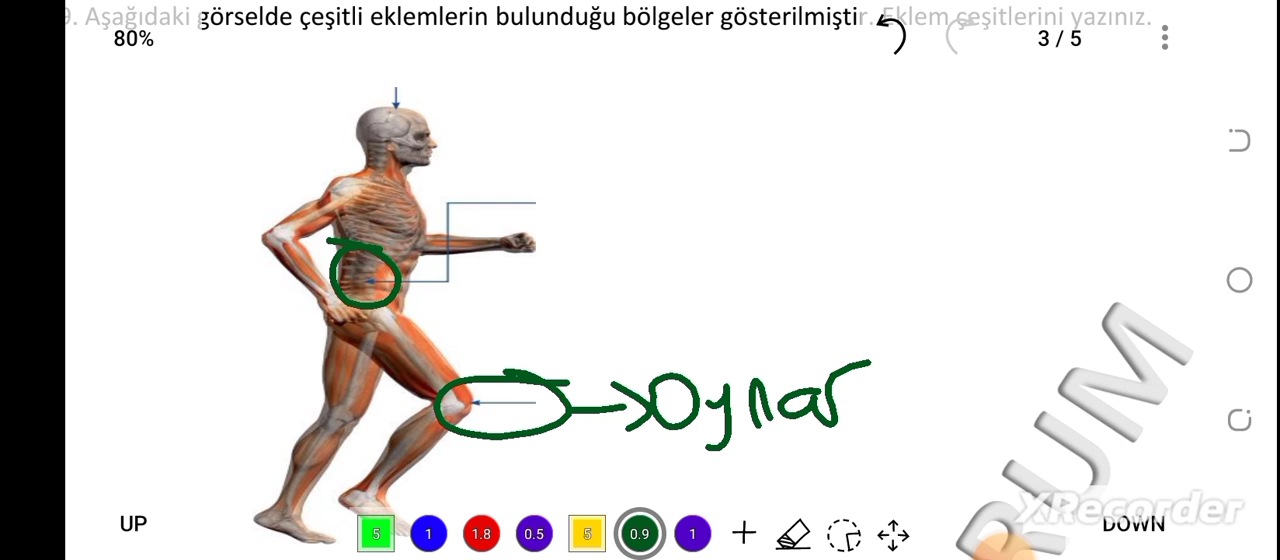 9. Aşağıdaki görselde çeşitli eklemlerin bulunduğu bölgeler gösterilmiştir. Eklem çeşitlerini yazınız.
80%
3 / 5
Oynar
RUM
XRecorder
UP
5 1 1.8 0.5 5 0.9 1
DOWN